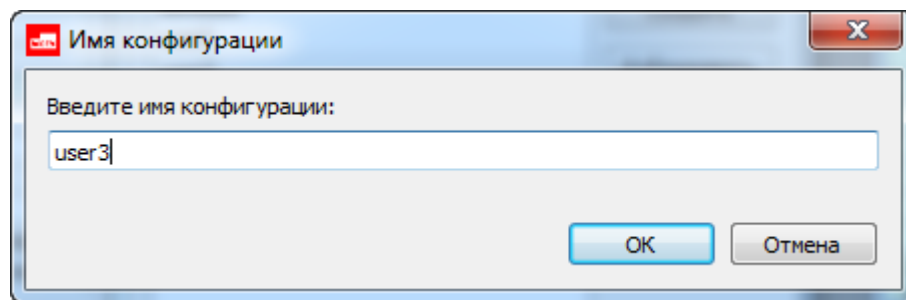 Имя конфигурации
Введите имя конфигурации:
user3
OK
Отмена